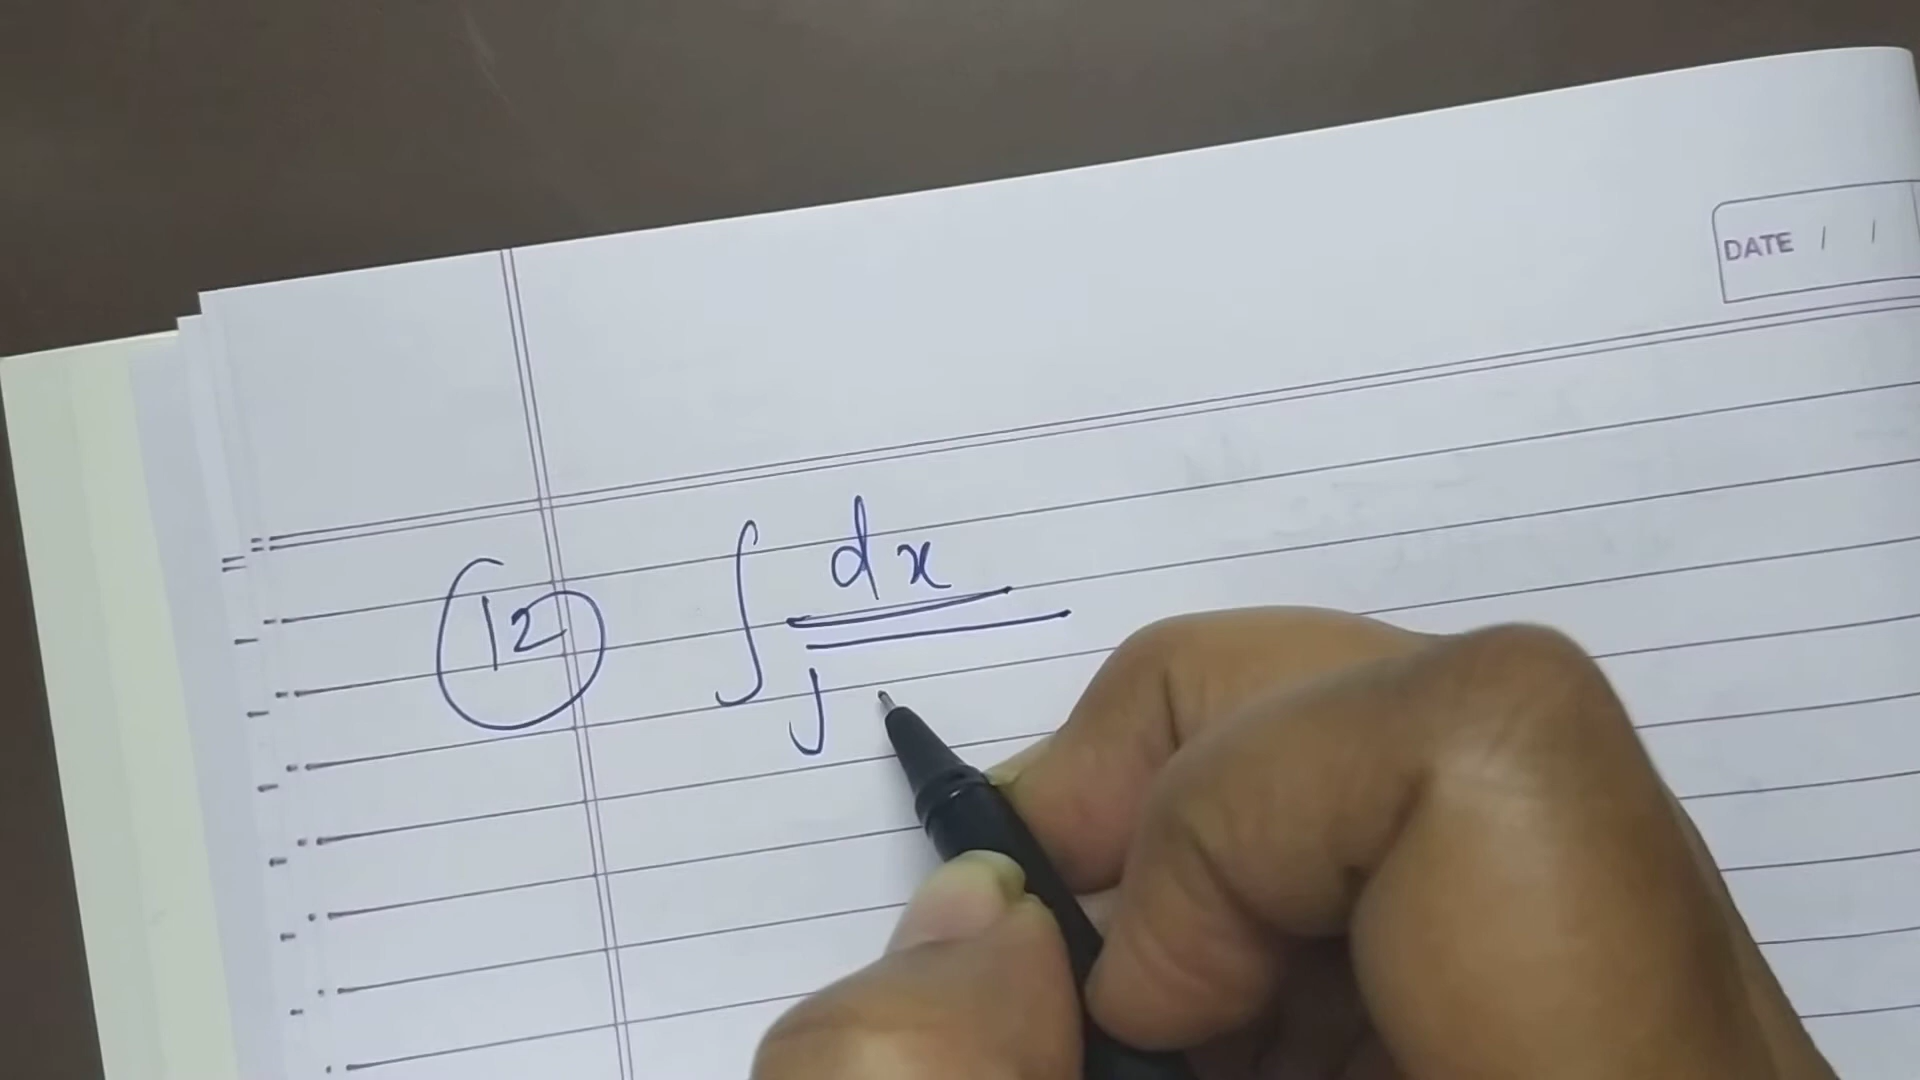 DATE / /
12 ∫ dx